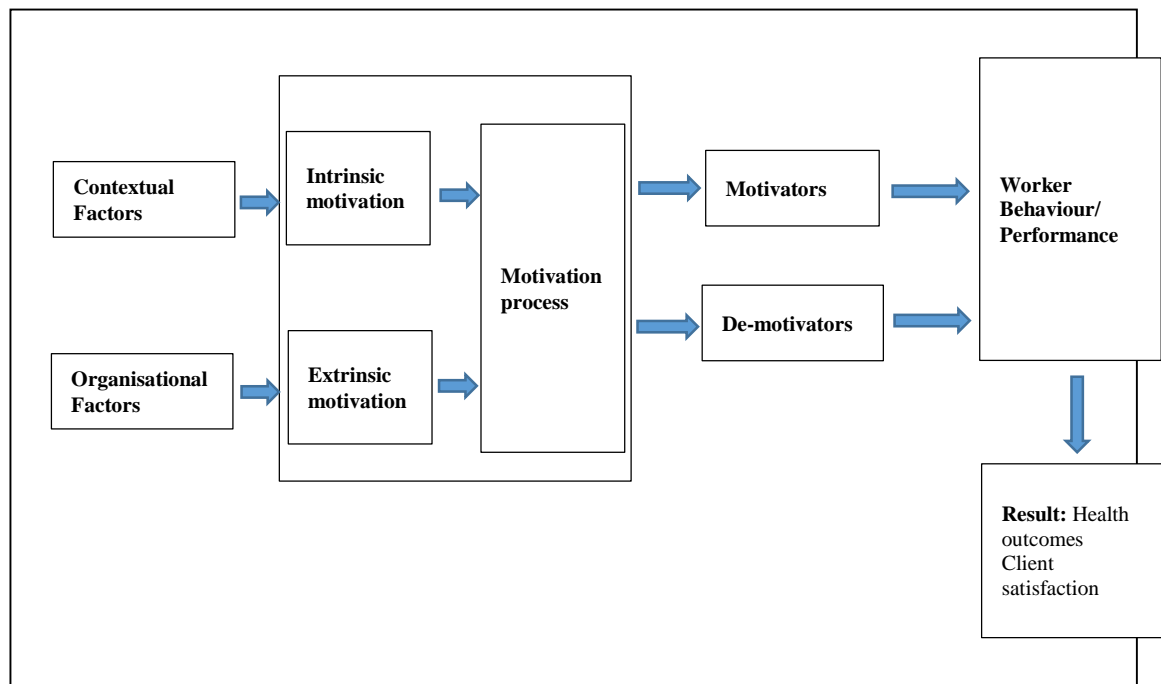 Contextual
Factors
Intrinsic
motivation
Motivation
process
Motivators
Worker
Behaviour/
Performance
Organisational
Factors
Extrinsic
motivation
De-motivators
Result: Health
outcomes
Client
satisfaction